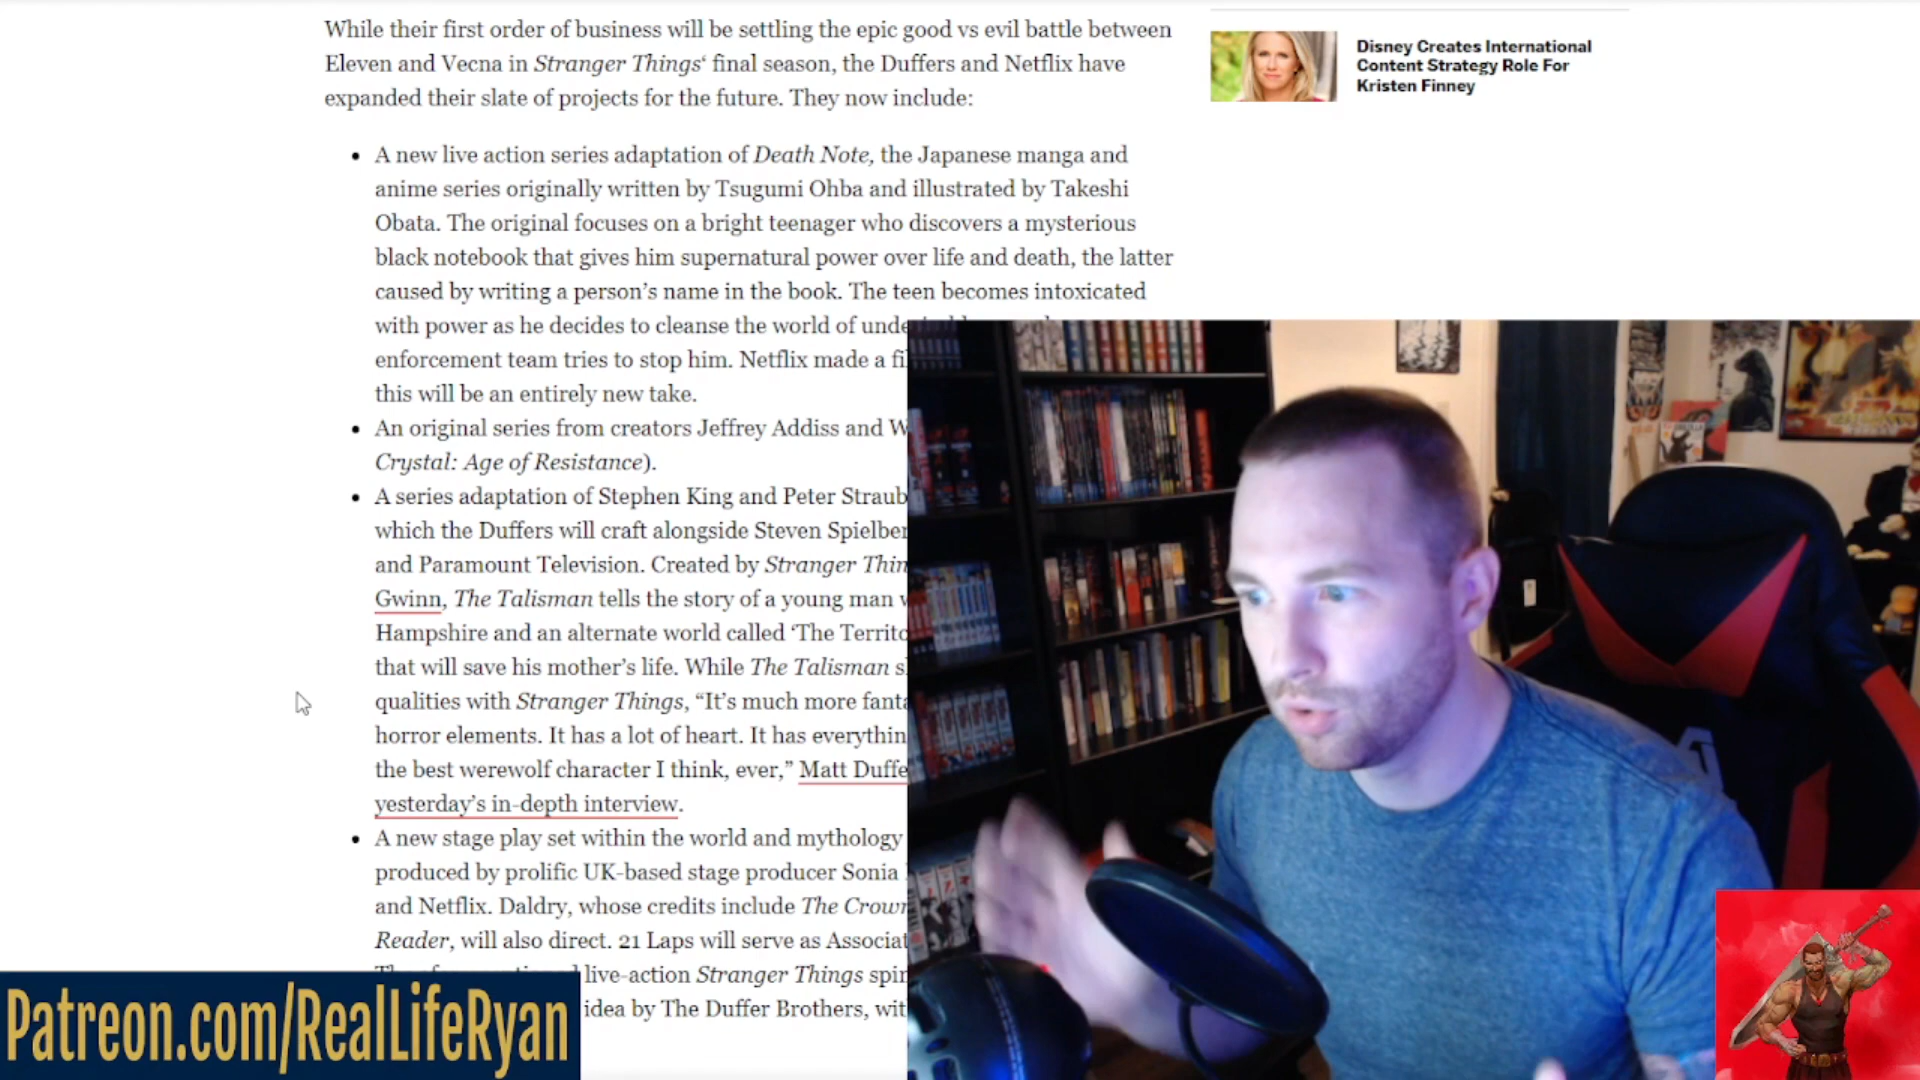 While their first order of business will be settling the epic good vs evil battle between
Eleven and Vecna in Stranger Things‘ final season, the Duffers and Netflix have
expanded their slate of projects for the future. They now include:
Disney Creates International
Content Strategy Role For
Kristen Finney
• A new live action series adaptation of Death Note, the Japanese manga and
anime series originally written by Tsugumi Ohba and illustrated by Takeshi
Obata. The original focuses on a bright teenager who discovers a mysterious
black notebook that gives him supernatural power over life and death, the latter
caused by writing a person’s name in the book. The teen becomes intoxicated
with power as he decides to cleanse the world of
enforcement team tries to stop him. Netflix made a
this will be an entirely new take.
• An original series from creators Jeffrey Addiss and
Crystal: Age of Resistance).
• A series adaptation of Stephen King and Peter Straub
which the Duffers will craft alongside Steven
and Paramount Television. Created by Stranger
Gwinn, The Talisman tells the story of a young man
Hampshire and an alternate world called ‘The
that will save his mother’s life. While The Talisman
qualities with Stranger Things, “It’s much more
horror elements. It has a lot of heart. It has
the best werewolf character I think, ever,” Matt
yesterday’s in-depth interview.
• A new stage play set within the world and mythology
produced by prolific UK-based stage producer Sonia
and Netflix. Daldry, whose credits include The
Reader, will also direct. 21 Laps will serve as
live-action Stranger Things
idea by The Duffer Brothers,
Patreon.com/RealLifeRyan